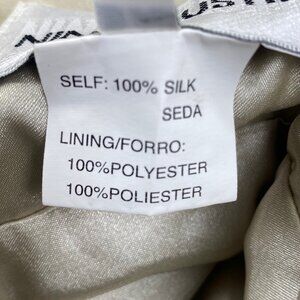 SELF: 100% SILK
SEDA
LINING/FORRO:
100%POLYESTER
100%POLIESTER